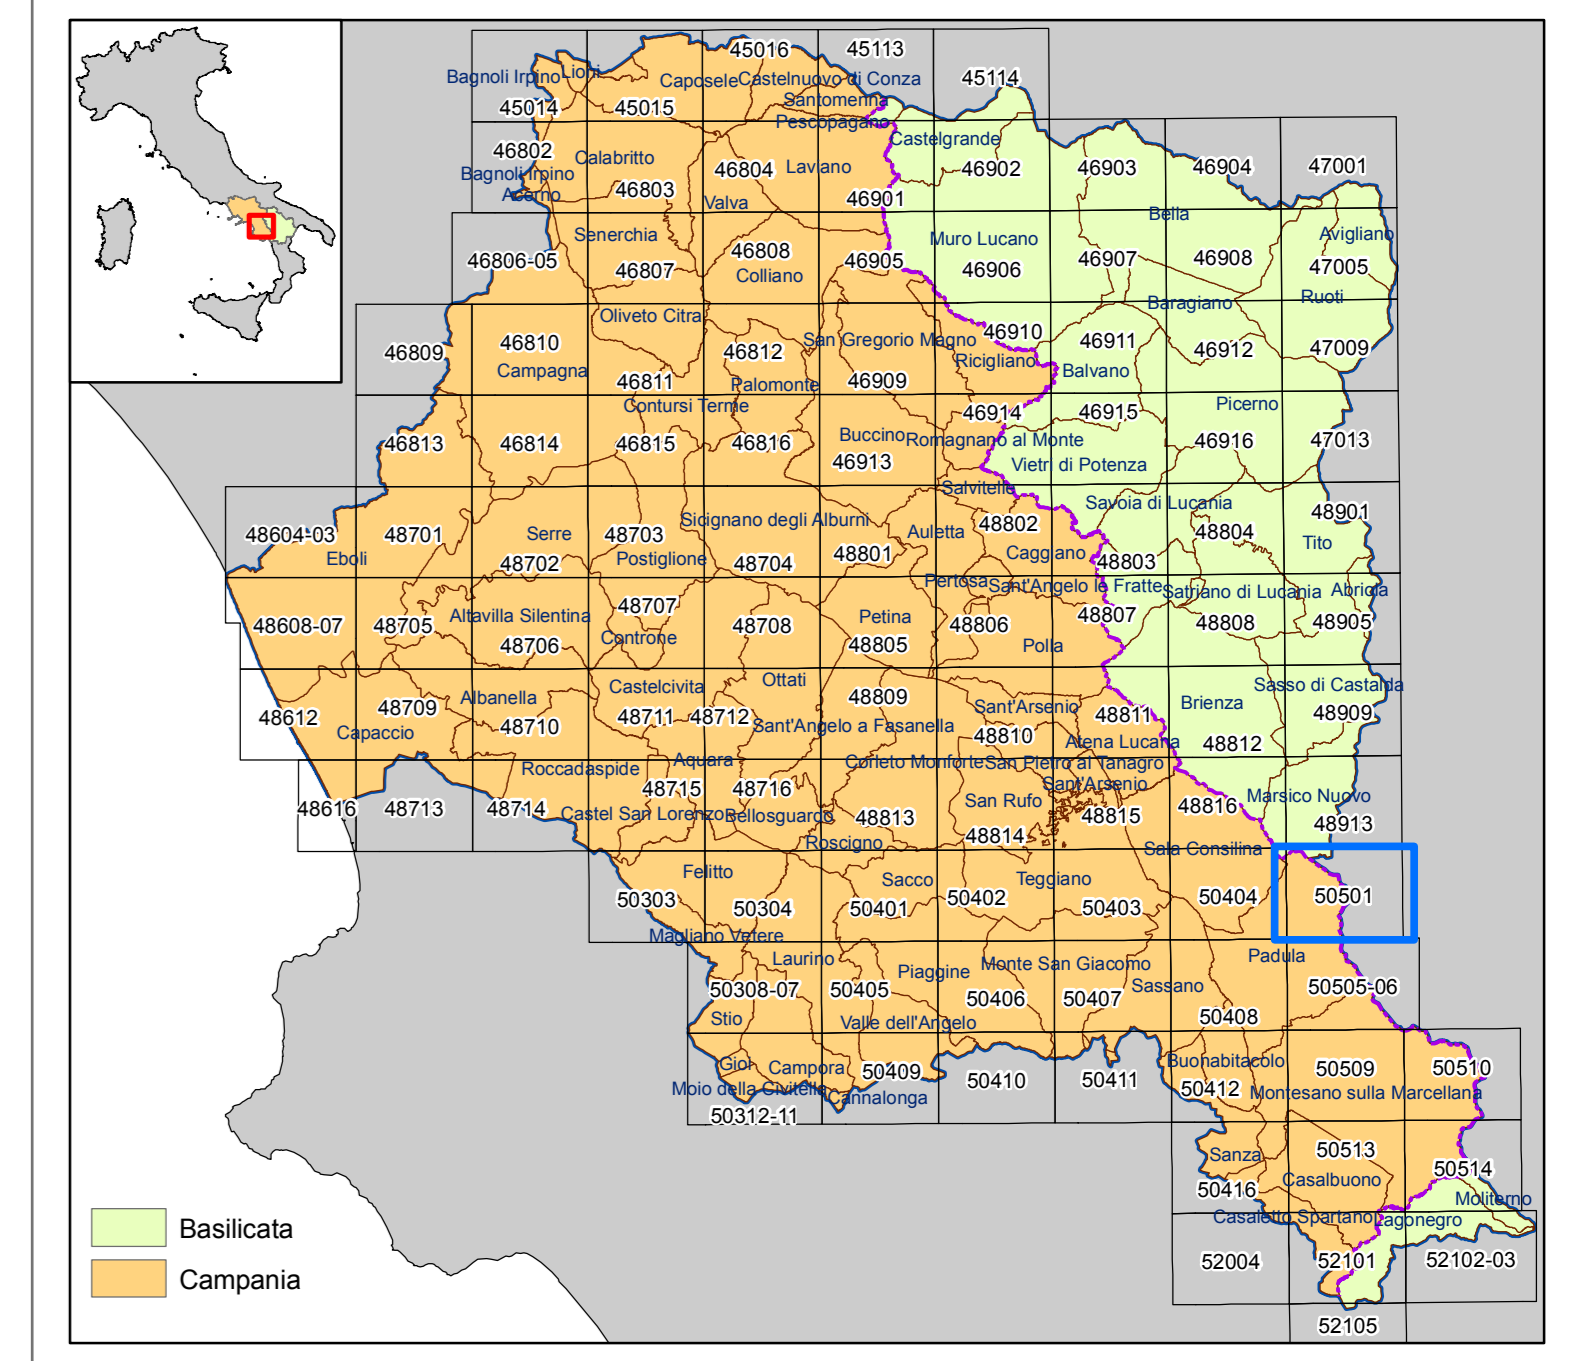 45016
45113
45114
Bagnoli Irpino
Lioni
Caposele
Castelnuovo di Conza
45014
45015
Santomenna
Pescopagano
Castelgrande
46802
Calabritto
46804
Laviano
46902
46903
46904
47001
Bagnoli Irpino
Acerno
46803
Valva
46901
Bella
Senerchia
Muro Lucano
Avigliano
46806-05
46807
46808
Colliano
46905
46906
46907
46908
47005
Ruoti
Baragiano
Oliveto Citra
46809
46810
Campagna
46812
San Gregorio Magno
46910
Ricigliano
46911
46912
47009
46811
Palomonte
46909
Balvano
Contursi Terme
46914
46915
Picerno
46813
46814
46815
46816
Buccino
46913
Romagnano al Monte
46916
47013
Vietri di Potenza
Salvitelle
Savoia di Lucania
48604-03
Eboli
48701
Serre
48702
48703
Postiglione
Sicignano degli Alburni
48704
48801
Auletta
48802
Caggiano
48803
48804
48901
Tito
Pertosa
Sant'Angelo le Fratte
Satriano di Lucania
Abriola
48608-07
48705
Altavilla Silentina
48706
48707
Controne
48708
Petina
48805
48806
Polla
48807
48808
48905
48612
48709
Capaccio
Albanella
48710
Castelcivita
48711
48712
Ottati
Sant'Angelo a Fasanella
48809
Sant'Arsenio
48810
48811
Atena Lucana
Brienza
48812
Sasso di Castalda
48909
Roccadaspide
Aquara
Corleto Monforte
San Pietro al Tanagro
Sant'Arsenio
48616
48713
48714
48715
Castel San Lorenzo
48716
Bellosguardo
48813
Roscigno
San Rufo
48814
48815
48816
Marsico Nuovo
48913
Sala Consilina
Felitto
50303
50304
Sacco
50401
50402
Teggiano
50403
50404
50501
Magliano Vetere
Laurino
Piaggine
Monte San Giacomo
Sassano
Padula
50308-07
Stio
50405
Valle dell'Angelo
50406
50407
50408
50505-06
Gioi
Campora
Moio della Civitella
Cannalonga
50409
50410
50411
Buonabitacolo
50412
50509
50510
Montesano sulla Marcellana
50312-11
Sanza
50416
50513
Casalbuono
50514
Moliterno
Casaletto Spartano
Lagonegro
52004
52101
52102-03
52105
Basilicata
Campania